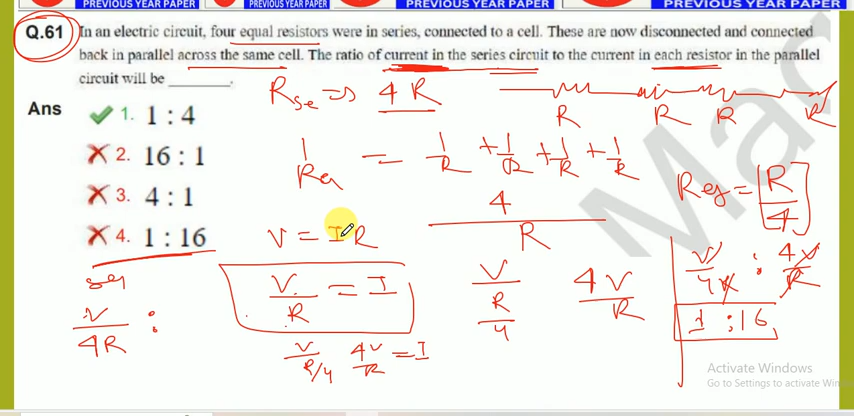 PREVIOUS YEAR PAPER PREVIOUS YEAR PAPER PREVIOUS YEAR PAPER PREVIOUS YEAR PAPER
Q.61 In an electric circuit, four equal resistors were in series, connected to a cell. These are now disconnected and connected
back in parallel across the same cell. The ratio of current in the series circuit to the current in each resistor in the parallel
circuit will be ________.
Rse => 4R
R R R R
Ans 1. 1 : 4
2. 16 : 1
3. 4 : 1
4. 1 : 16
1/Req = 1/R + 1/R + 1/R + 1/R
4/R
Req = R/4
V = IR
V/R = I
V/4R :
V/R/4 4V/R = I
V/R/4 4V/R
V/4R : 4V/R
1 : 16
Mac
Activate Windows
Go to Settings to activate Win